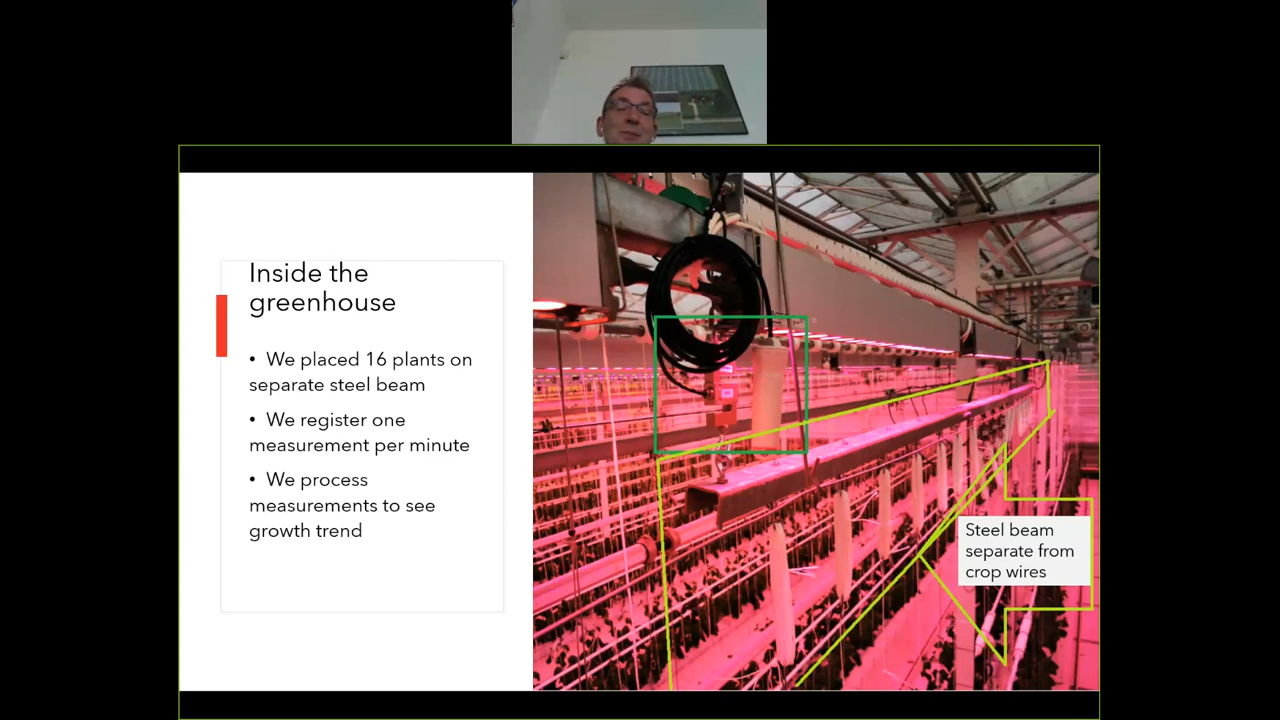 Inside the
greenhouse
• We placed 16 plants on
separate steel beam
• We register one
measurement per minute
• We process
measurements to see
growth trend
Steel beam
separate from
crop wires